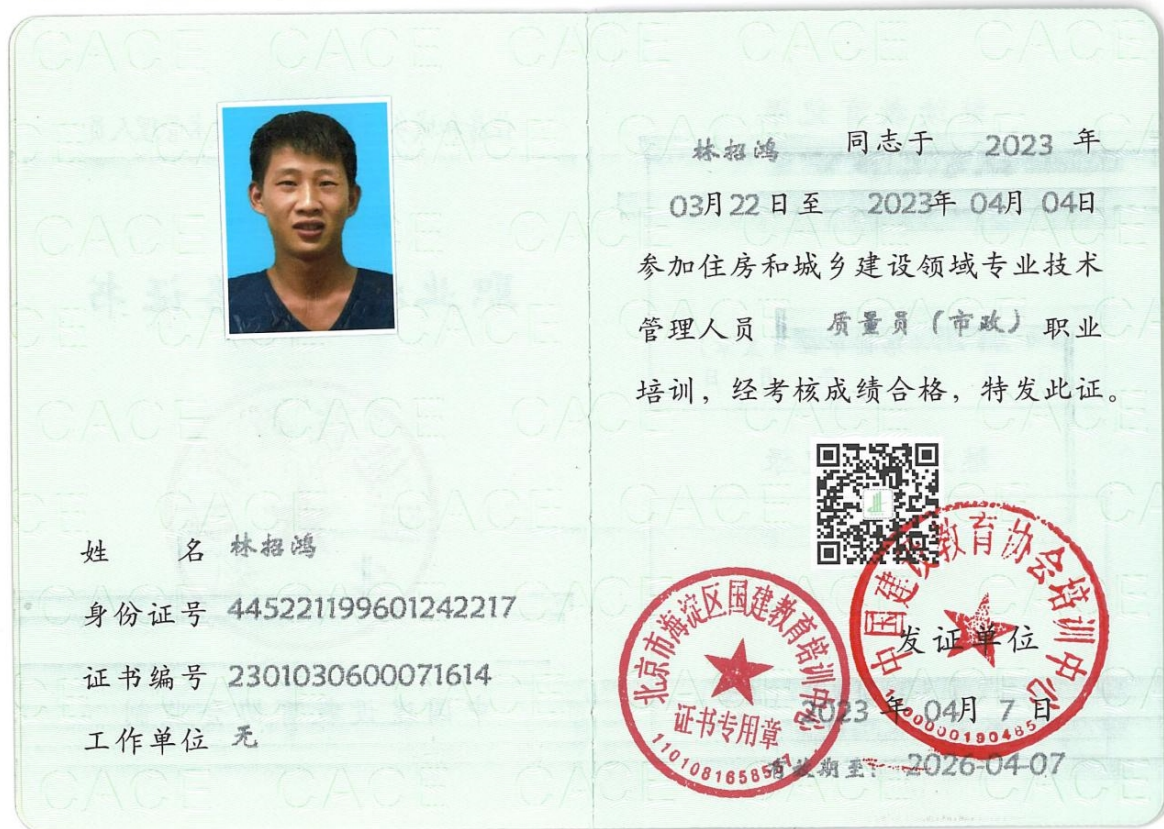 姓 名 林招鸿
身份证号 445221199601242217
证书编号 2301030600071614
工作单位 无
林招鸿 同志于 2023 年
03月22日至 2023年 04月 04日
参加住房和城乡建设领域专业技术
管理人员 质量员(市政) 职业
培训，经考核成绩合格，特发此证。
中国建设教育协会培训中心
北京市海淀区国建教育培训中心
证书专用章
发证单位
2023 年 04月 7 日
有效期至： 2026-04-07
CACE